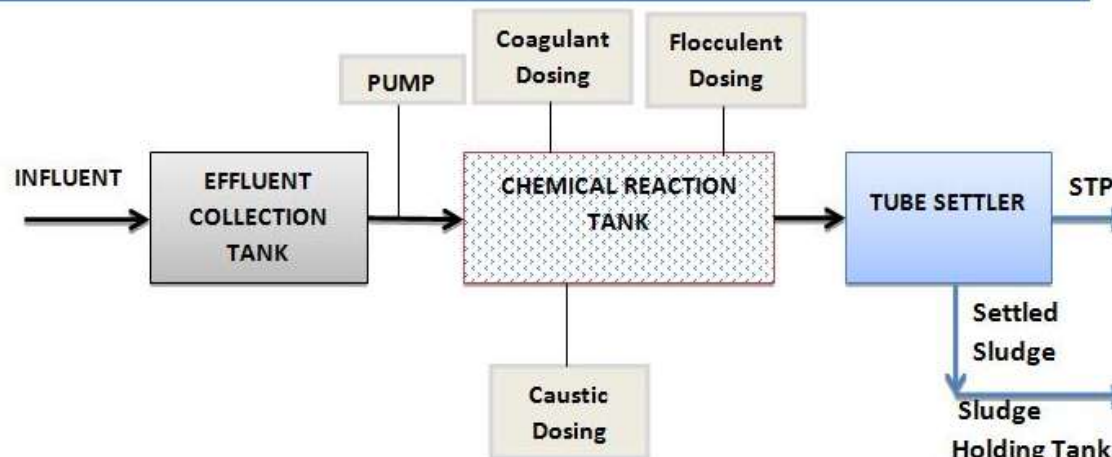 Coagulant
Dosing
Flocculent
Dosing
PUMP
INFLUENT
EFFLUENT
COLLECTION
TANK
CHEMICAL REACTION
TANK
TUBE SETTLER
STP
Settled
Sludge
Caustic
Dosing
Sludge
Holding Tank